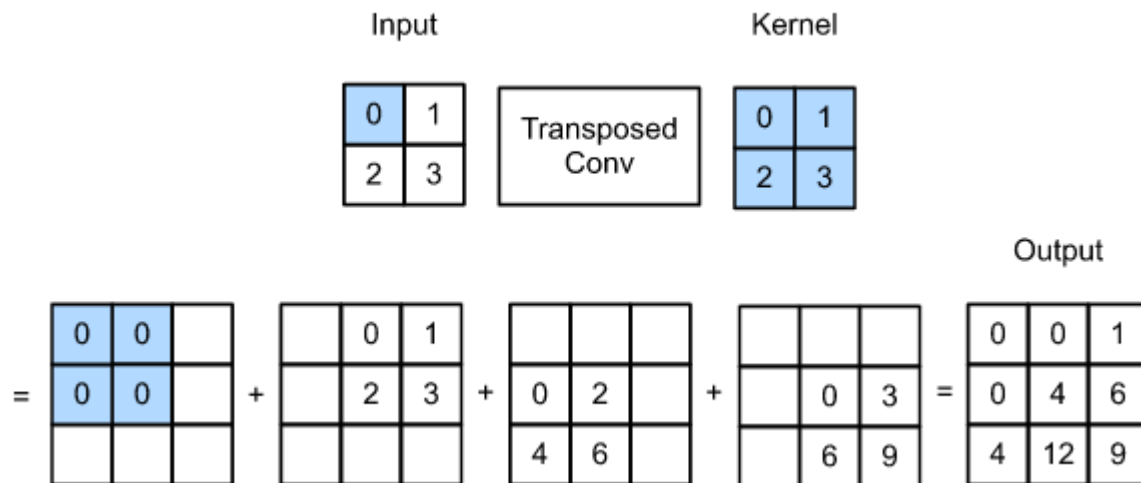 Input Kernel
0 1 Transposed Conv 0 1
2 3 2 3
Output
0 0 0 1 0 0 1
= 0 0 + 2 3 + 0 2 + 0 3 = 0 4 6
4 6 6 9 4 12 9